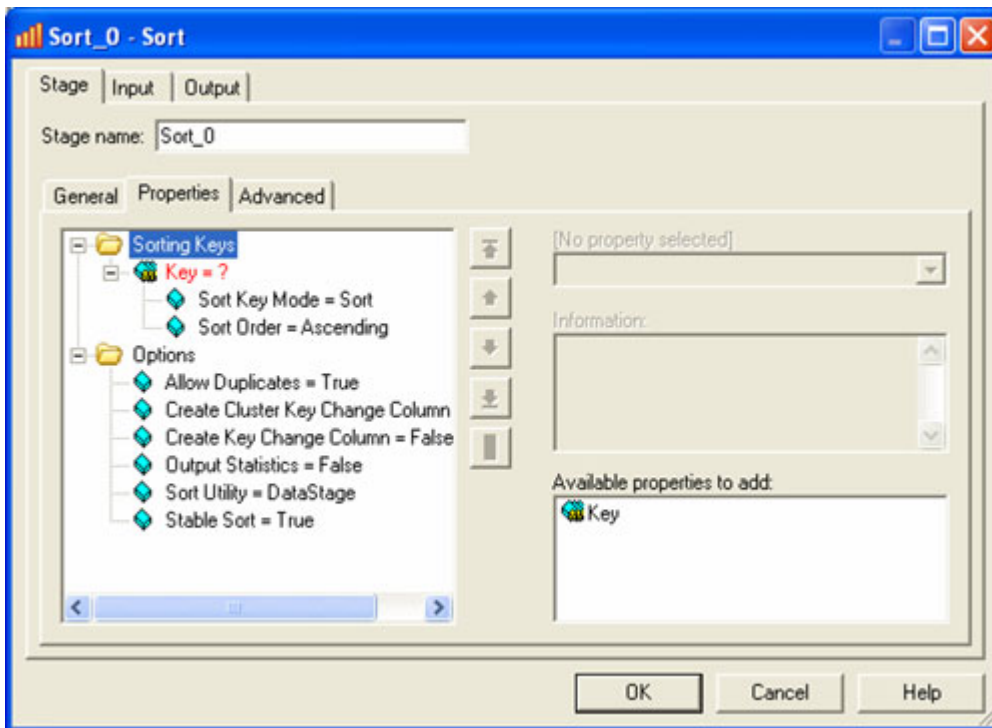 Sort_0 - Sort
Stage Input Output
Stage name: Sort_0
General Properties Advanced
Sorting Keys
Key = ?
Sort Key Mode = Sort
Sort Order = Ascending
Options
Allow Duplicates = True
Create Cluster Key Change Column
Create Key Change Column = False
Output Statistics = False
Sort Utility = DataStage
Stable Sort = True
[No property selected]
Information:
Available properties to add:
Key
OK Cancel Help